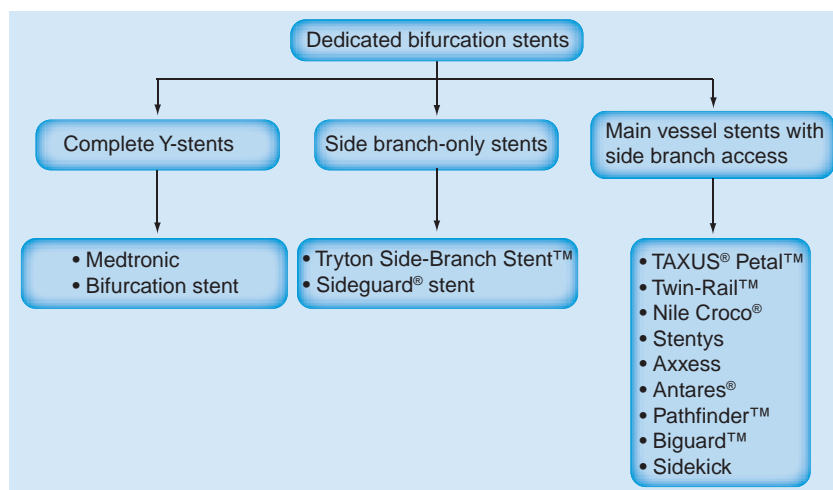 Dedicated bifurcation stents
Complete Y-stents
Side branch-only stents
Main vessel stents with
side branch access
• Medtronic
• Bifurcation stent
• Tryton Side-Branch Stent™
• Sideguard® stent
• TAXUS® Petal™
• Twin-Rail™
• Nile Croco®
• Stentys
• Axxess
• Antares®
• Pathfinder™
• Biguard™
• Sidekick